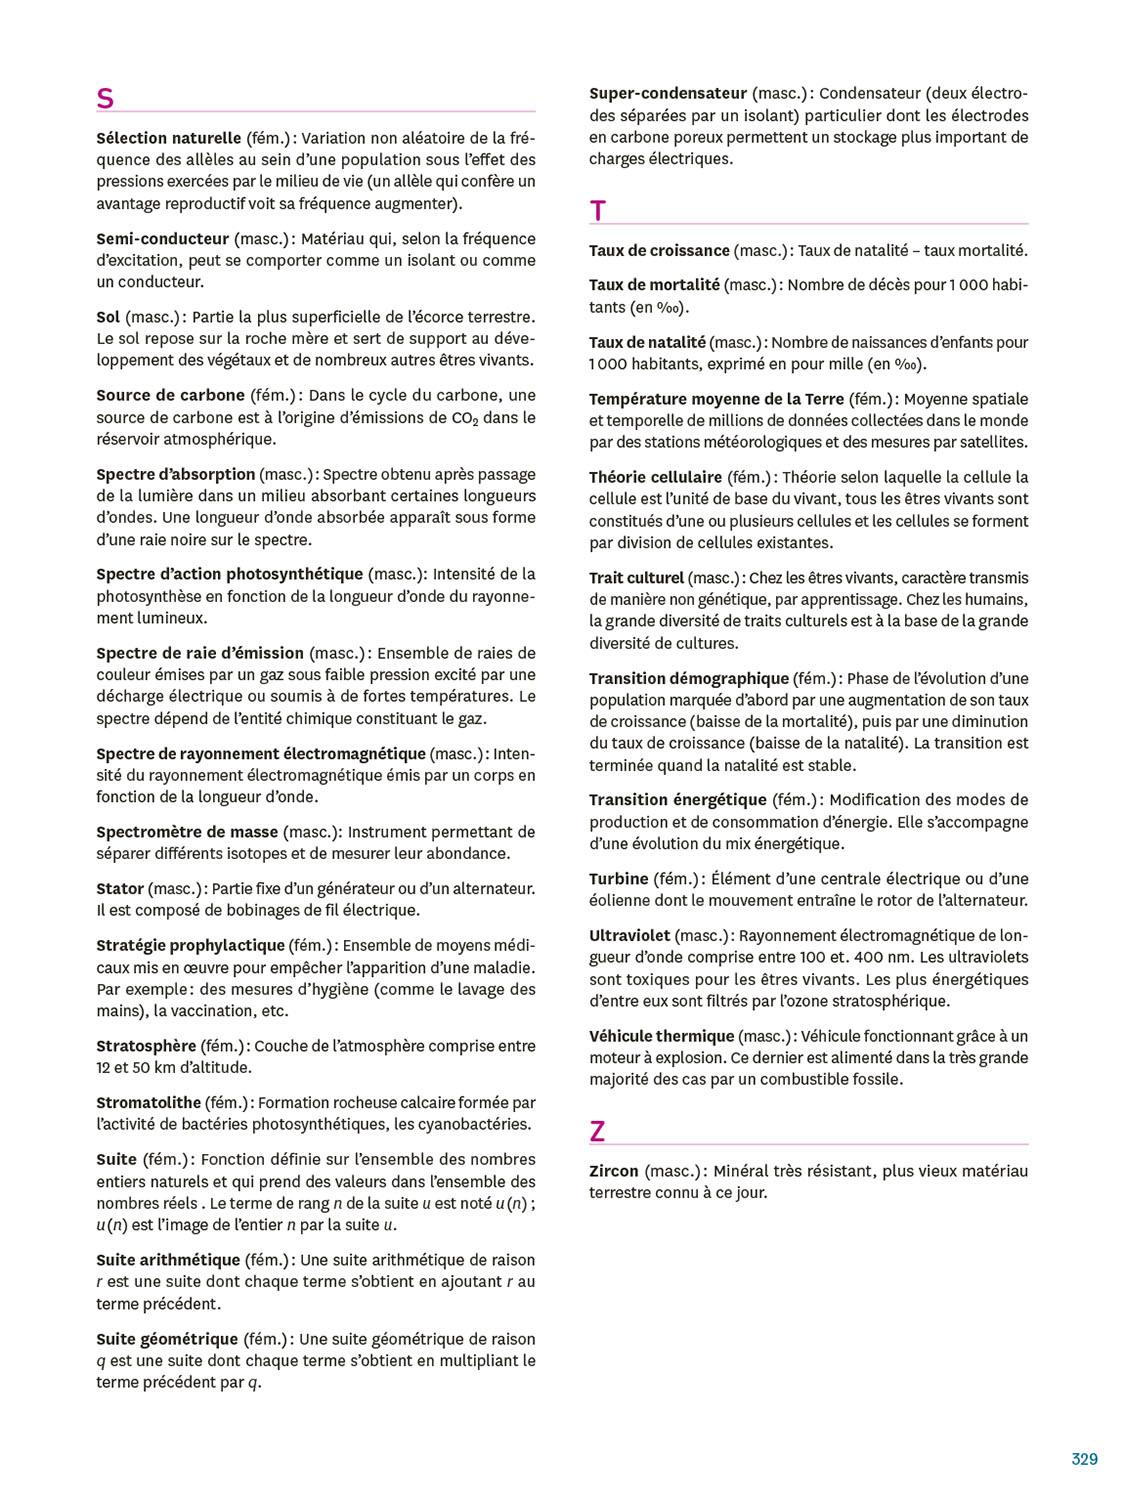 S
Sélection naturelle (fém.) : Variation non aléatoire de la fré-
quence des allèles au sein d'une population sous l'effet des
pressions exercées par le milieu de vie (un allèle qui confère un
avantage reproductif voit sa fréquence augmenter).
Semi-conducteur (masc.) : Matériau qui, selon la fréquence
d'excitation, peut se comporter comme un isolant ou comme
un conducteur.
Sol (masc.) : Partie la plus superficielle de l'écorce terrestre.
Le sol repose sur la roche mère et sert de support au déve-
loppement des végétaux et de nombreux autres êtres vivants.
Source de carbone (fém.) : Dans le cycle du carbone, une
source de carbone est à l'origine d'émissions de CO₂ dans le
réservoir atmosphérique.
Spectre d'absorption (masc.) : Spectre obtenu après passage
de la lumière dans un milieu absorbant certaines longueurs
d'ondes. Une longueur d'onde absorbée apparaît sous forme
d'une raie noire sur le spectre.
Spectre d'action photosynthétique (masc.): Intensité de la
photosynthèse en fonction de la longueur d'onde du rayonne-
ment lumineux.
Spectre de raie d'émission (masc.) : Ensemble de raies de
couleur émises par un gaz sous faible pression excité par une
décharge électrique ou soumis à de fortes températures. Le
spectre dépend de l'entité chimique constituant le gaz.
Spectre de rayonnement électromagnétique (masc.) : Inten-
sité du rayonnement électromagnétique émis par un corps en
fonction de la longueur d'onde.
Spectromètre de masse (masc.): Instrument permettant de
séparer différents isotopes et de mesurer leur abondance.
Stator (masc.) : Partie fixe d'un générateur ou d'un alternateur.
Il est composé de bobinages de fil électrique.
Stratégie prophylactique (fém.) : Ensemble de moyens médi-
caux mis en œuvre pour empêcher l'apparition d'une maladie.
Par exemple : des mesures d'hygiène (comme le lavage des
mains), la vaccination, etc.
Stratosphère (fém.) : Couche de l'atmosphère comprise entre
12 et 50 km d'altitude.
Stromatolithe (fém.) : Formation rocheuse calcaire formée par
l'activité de bactéries photosynthétiques, les cyanobactéries.
Suite (fém.) : Fonction définie sur l'ensemble des nombres
entiers naturels et qui prend des valeurs dans l'ensemble des
nombres réels . Le terme de rang n de la suite u est noté u(n) ;
u(n) est l'image de l'entier n par la suite u.
Suite arithmétique (fém.) : Une suite arithmétique de raison
r est une suite dont chaque terme s'obtient en ajoutant r au
terme précédent.
Suite géométrique (fém.) : Une suite géométrique de raison
q est une suite dont chaque terme s'obtient en multipliant le
terme précédent par q.
Super-condensateur (masc.) : Condensateur (deux électro-
des séparées par un isolant) particulier dont les électrodes
en carbone poreux permettent un stockage plus important de
charges électriques.
T
Taux de croissance (masc.) : Taux de natalité – taux mortalité.
Taux de mortalité (masc.) : Nombre de décès pour 1 000 habi-
tants (en ‰).
Taux de natalité (masc.) : Nombre de naissances d'enfants pour
1 000 habitants, exprimé en pour mille (en ‰).
Température moyenne de la Terre (fém.) : Moyenne spatiale
et temporelle de millions de données collectées dans le monde
par des stations météorologiques et des mesures par satellites.
Théorie cellulaire (fém.) : Théorie selon laquelle la cellule la
cellule est l'unité de base du vivant, tous les êtres vivants sont
constitués d'une ou plusieurs cellules et les cellules se forment
par division de cellules existantes.
Trait culturel (masc.) : Chez les êtres vivants, caractère transmis
de manière non génétique, par apprentissage. Chez les humains,
la grande diversité de traits culturels est à la base de la grande
diversité de cultures.
Transition démographique (fém.) : Phase de l'évolution d'une
population marquée d'abord par une augmentation de son taux
de croissance (baisse de la mortalité), puis par une diminution
du taux de croissance (baisse de la natalité). La transition est
terminée quand la natalité est stable.
Transition énergétique (fém.) : Modification des modes de
production et de consommation d'énergie. Elle s'accompagne
d'une évolution du mix énergétique.
Turbine (fém.) : Élément d'une centrale électrique ou d'une
éolienne dont le mouvement entraîne le rotor de l'alternateur.
Ultraviolet (masc.) : Rayonnement électromagnétique de lon-
gueur d'onde comprise entre 100 et. 400 nm. Les ultraviolets
sont toxiques pour les êtres vivants. Les plus énergétiques
d'entre eux sont filtrés par l'ozone stratosphérique.
Véhicule thermique (masc.) : Véhicule fonctionnant grâce à un
moteur à explosion. Ce dernier est alimenté dans la très grande
majorité des cas par un combustible fossile.
Z
Zircon (masc.) : Minéral très résistant, plus vieux matériau
terrestre connu à ce jour.
329